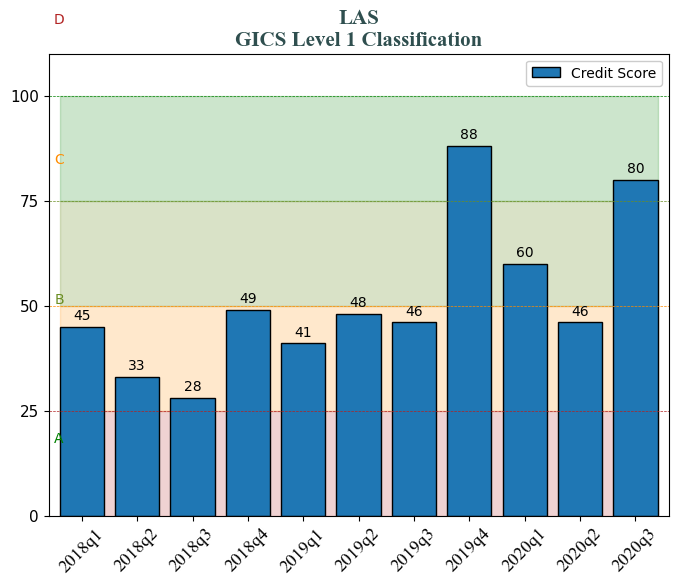 D
LAS
GICS Level 1 Classification
Credit Score
100
C
75
B
50
25
A
0
45
33
28
49
41
48
46
88
60
46
80
2018q1
2018q2
2018q3
2018q4
2019q1
2019q2
2019q3
2019q4
2020q1
2020q2
2020q3